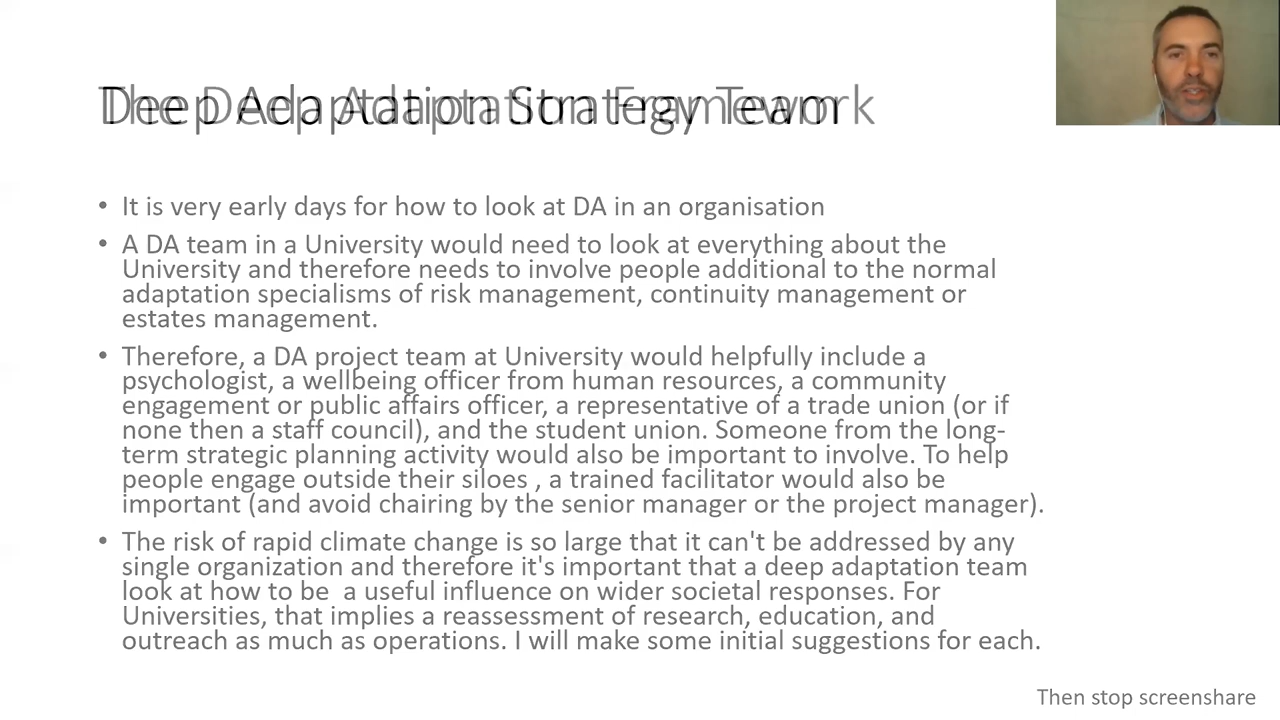 Deep Adaptation Strategy Team
The Deep Adaptation Framework
• It is very early days for how to look at DA in an organisation
• A DA team in a University would need to look at everything about the
University and therefore needs to involve people additional to the normal
adaptation specialisms of risk management, continuity management or
estates management.
• Therefore, a DA project team at University would helpfully include a
psychologist, a wellbeing officer from human resources, a community
engagement or public affairs officer, a representative of a trade union (or if
none then a staff council), and the student union. Someone from the long-
term strategic planning activity would also be important to involve. To help
people engage outside their siloes , a trained facilitator would also be
important (and avoid chairing by the senior manager or the project manager).
• The risk of rapid climate change is so large that it can't be addressed by any
single organization and therefore it's important that a deep adaptation team
look at how to be  a useful influence on wider societal responses. For
Universities, that implies a reassessment of research, education, and
outreach as much as operations. I will make some initial suggestions for each.
Then stop screenshare